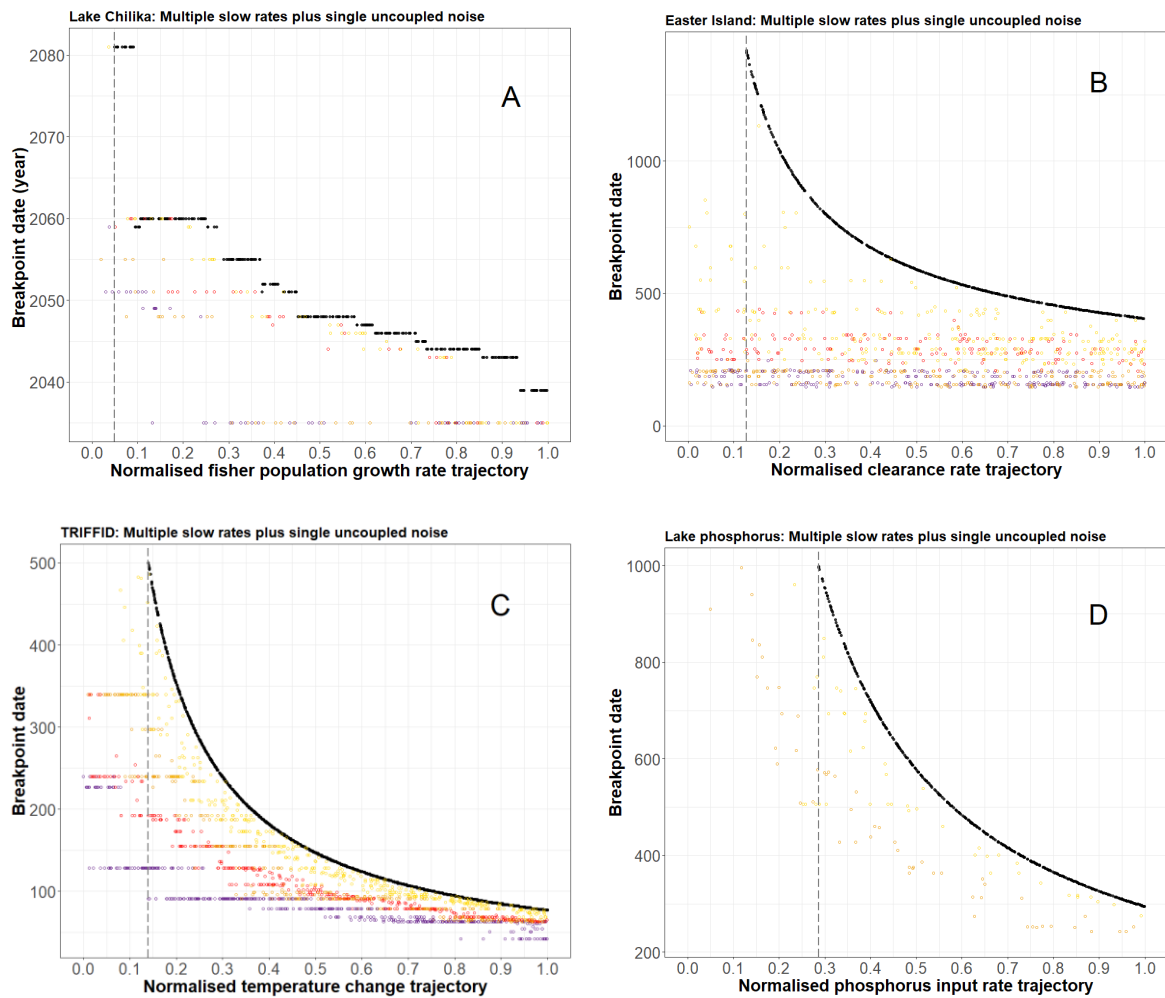 Lake Chilika: Multiple slow rates plus single uncoupled noise
A
Breakpoint date (year)
2080
2070
2060
2050
2040
0.0 0.1 0.2 0.3 0.4 0.5 0.6 0.7 0.8 0.9 1.0
Normalised fisher population growth rate trajectory
Easter Island: Multiple slow rates plus single uncoupled noise
B
Breakpoint date
1000
500
0
0.0 0.1 0.2 0.3 0.4 0.5 0.6 0.7 0.8 0.9 1.0
Normalised clearance rate trajectory
TRIFFID: Multiple slow rates plus single uncoupled noise
C
Breakpoint date
500
400
300
200
100
0.0 0.1 0.2 0.3 0.4 0.5 0.6 0.7 0.8 0.9 1.0
Normalised temperature change trajectory
Lake phosphorus: Multiple slow rates plus single uncoupled noise
D
Breakpoint date
1000
800
600
400
200
0.0 0.1 0.2 0.3 0.4 0.5 0.6 0.7 0.8 0.9 1.0
Normalised phosphorus input rate trajectory